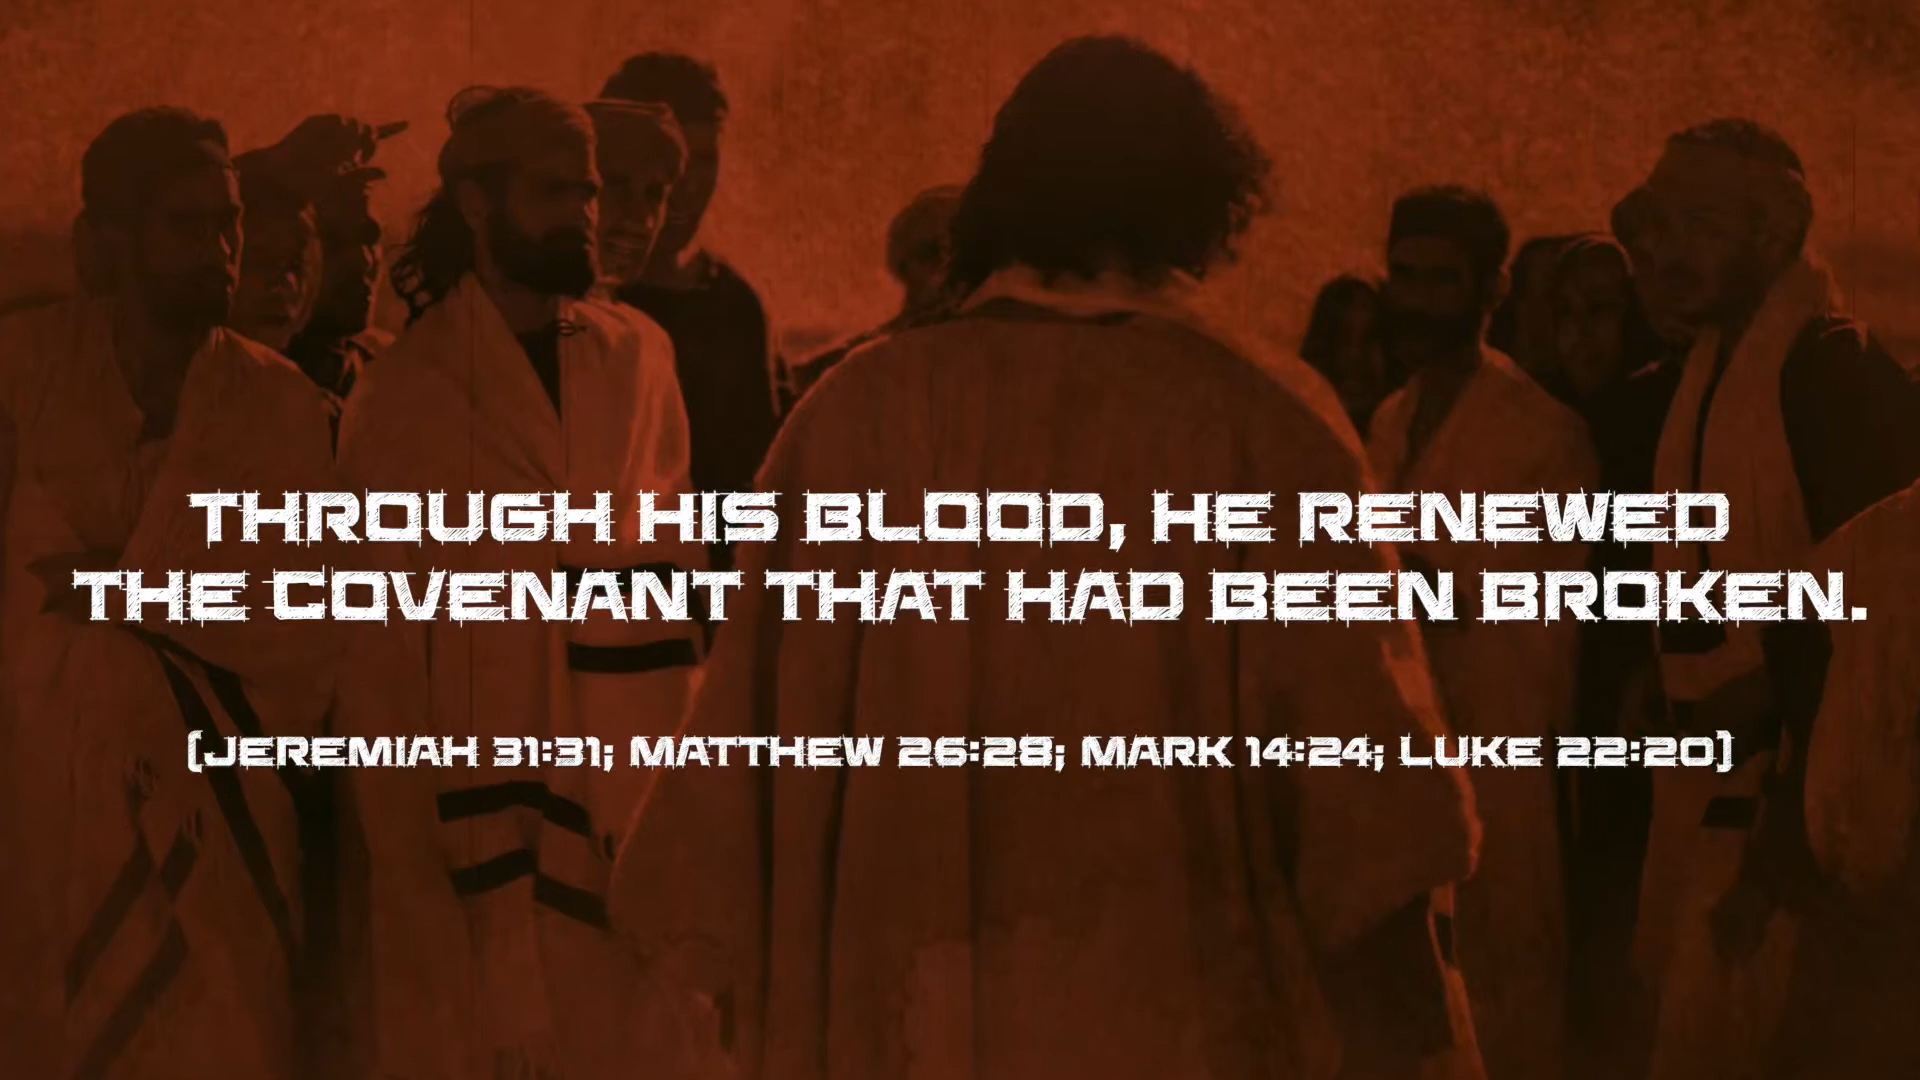 THROUGH HIS BLOOD, HE RENEWED
THE COVENANT THAT HAD BEEN BROKEN.
(JEREMIAH 31:31; MATTHEW 26:28; MARK 14:24; LUKE 22:20)